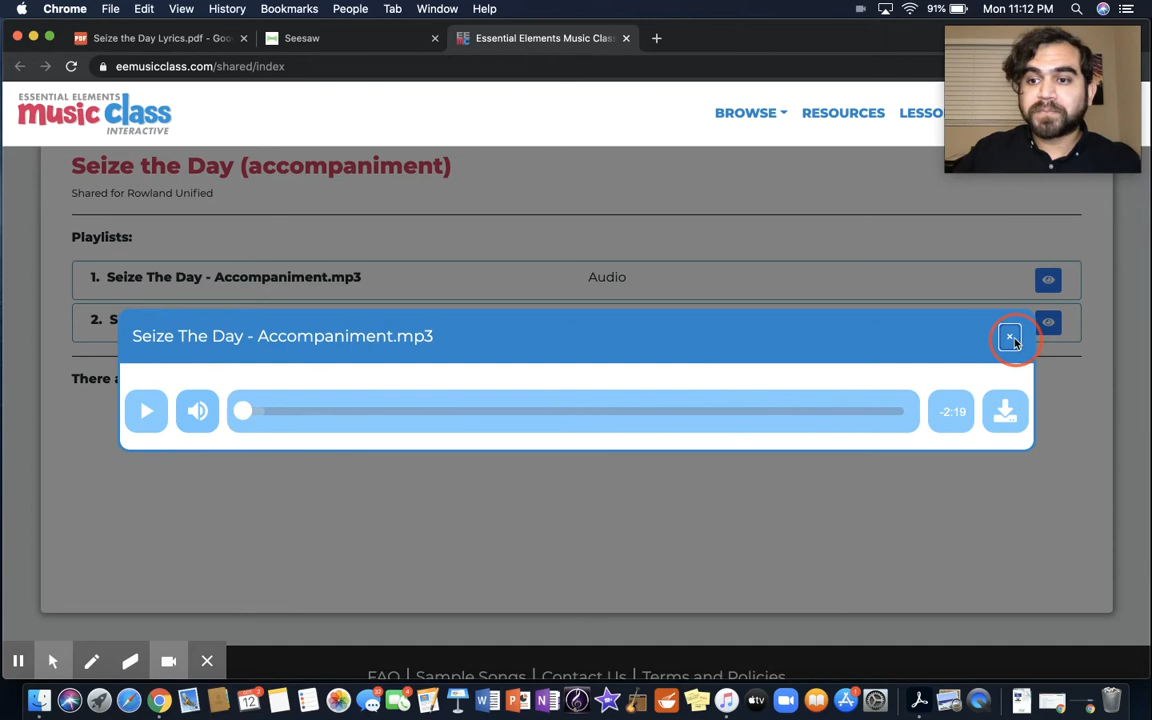 Chrome File Edit View History Bookmarks People Tab Window Help 91% Mon 11:12 PM
Seize the Day Lyrics.pdf - Goo Seesaw Essential Elements Music Clas
eemusicclass.com/shared/index
ESSENTIAL ELEMENTS
music class
INTERACTIVE
BROWSE RESOURCES LESSO
Seize the Day (accompaniment)
Shared for Rowland Unified
Playlists:
1. Seize The Day - Accompaniment.mp3 Audio
2. S
Seize The Day - Accompaniment.mp3
There a
-2:19
FAQ | Sample Songs | Contact Us | Terms and Policies